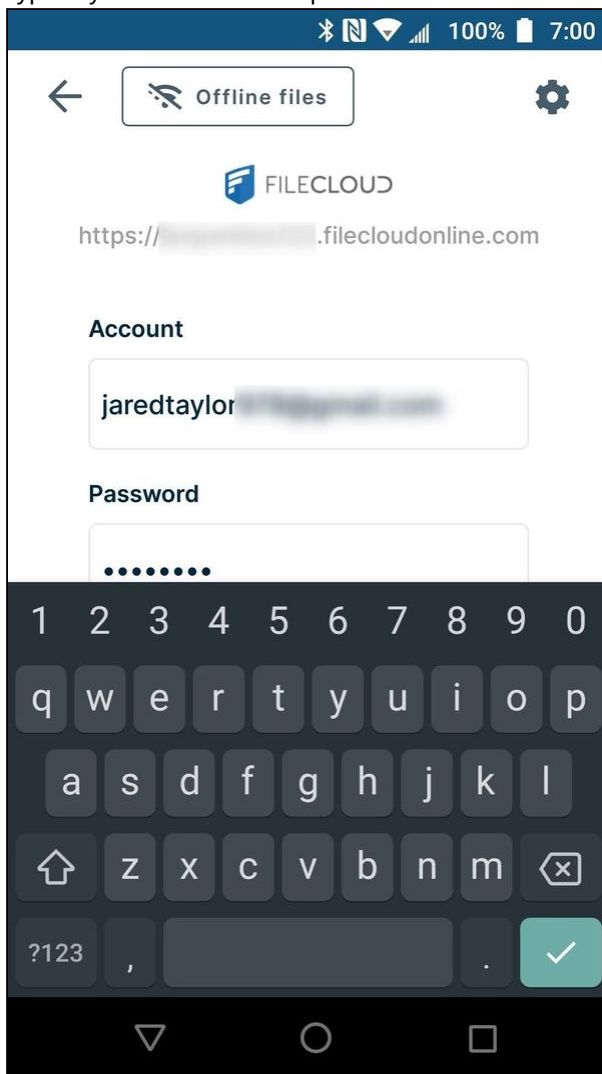 100% 7:00
Offline files
FILECLOUD
https:// .filecloudonline.com
Account
jaredtaylor
Password
••••••••
1 2 3 4 5 6 7 8 9 0
q w e r t y u i o p
a s d f g h j k l
z x c v b n m
?123 , .